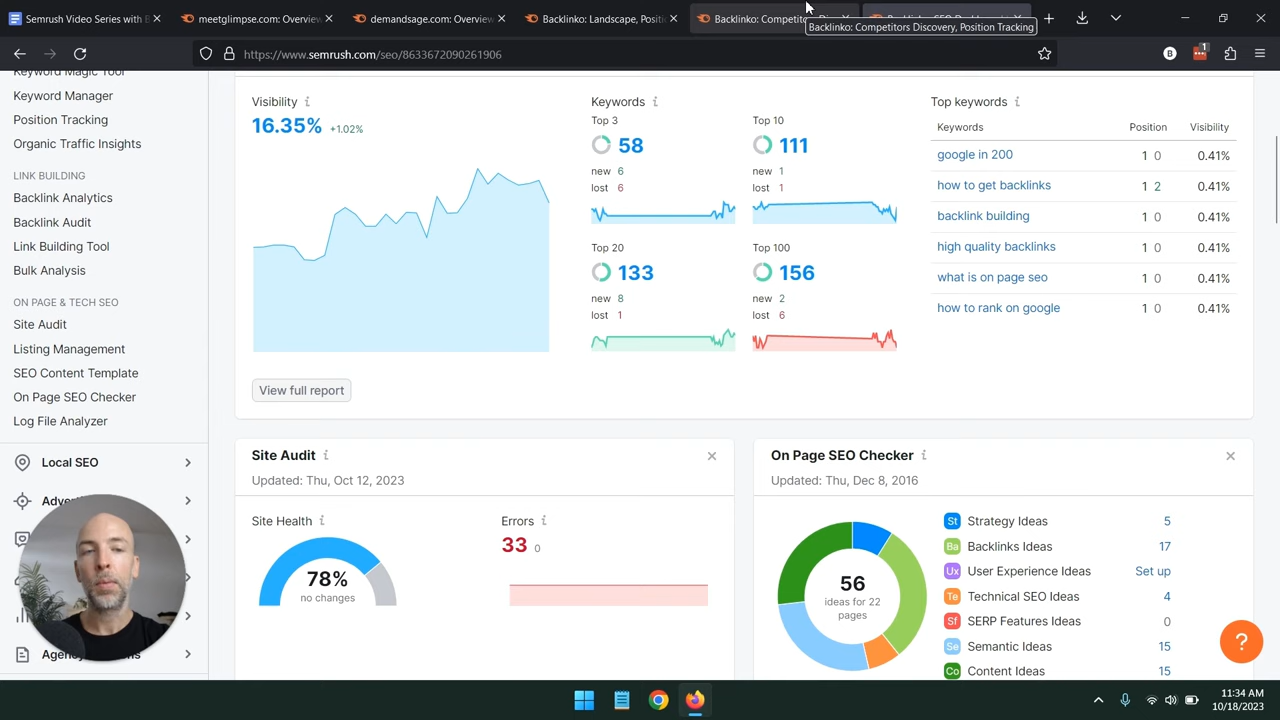 Semrush Video Series with B
meetglimpse.com: Overview
demandsage.com: Overview
Backlinko: Landscape, Positi
Backlinko: Competitors
Backlinko: Competitors Discovery, Position Tracking
https://www.semrush.com/seo/8633672090261906
B
1
Keyword Magic Tool
Keyword Manager
Position Tracking
Organic Traffic Insights
LINK BUILDING
Backlink Analytics
Backlink Audit
Link Building Tool
Bulk Analysis
ON PAGE & TECH SEO
Site Audit
Listing Management
SEO Content Template
On Page SEO Checker
Log File Analyzer
Local SEO
Visibility
16.35% +1.02%
Keywords
Top 3
58
new 6
lost 6
Top 10
111
new 1
lost 1
Top 20
133
new 8
lost 1
Top 100
156
new 2
lost 6
Top keywords
Keywords Position Visibility
google in 200 1 0 0.41%
how to get backlinks 1 2 0.41%
backlink building 1 0 0.41%
high quality backlinks 1 0 0.41%
what is on page seo 1 0 0.41%
how to rank on google 1 0 0.41%
View full report
Site Audit
Updated: Thu, Oct 12, 2023
Site Health
78%
no changes
Errors
33 0
On Page SEO Checker
Updated: Thu, Dec 8, 2016
56
ideas for 22
pages
St Strategy Ideas 5
Ba Backlinks Ideas 17
Ux User Experience Ideas Set up
Te Technical SEO Ideas 4
Sf SERP Features Ideas 0
Se Semantic Ideas 15
Co Content Ideas 15
?
11:34 AM
10/18/2023